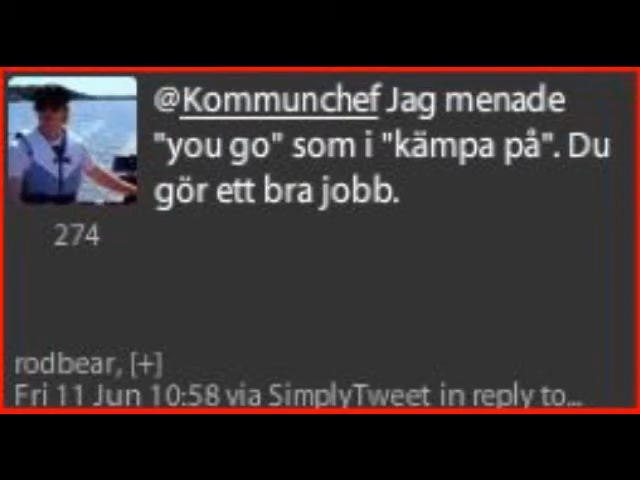 @Kommunchef Jag menade
"you go" som i "kämpa på". Du
gör ett bra jobb.
274
rodbear, [+]
Fri 11 Jun 10:58 via SimplyTweet in reply to...